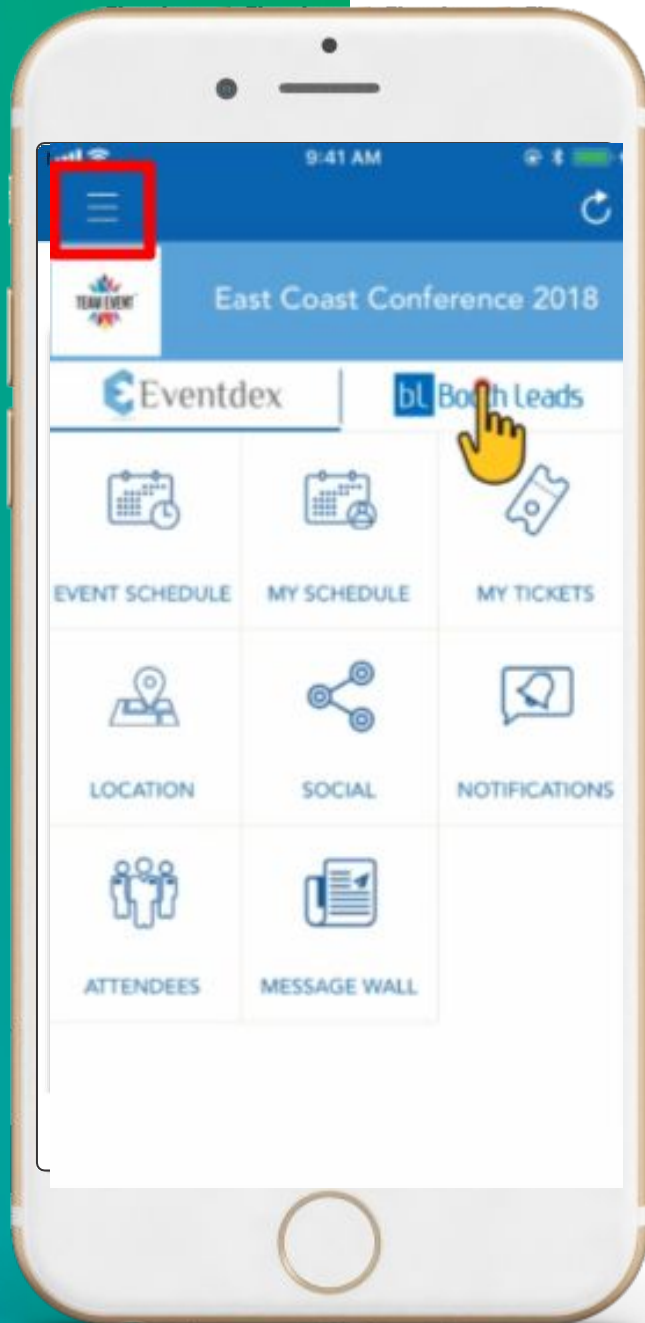 9:41 AM
TEAM EVENT
East Coast Conference 2018
Eventdex
bL Booth Leads
EVENT SCHEDULE
MY SCHEDULE
MY TICKETS
LOCATION
SOCIAL
NOTIFICATIONS
ATTENDEES
MESSAGE WALL